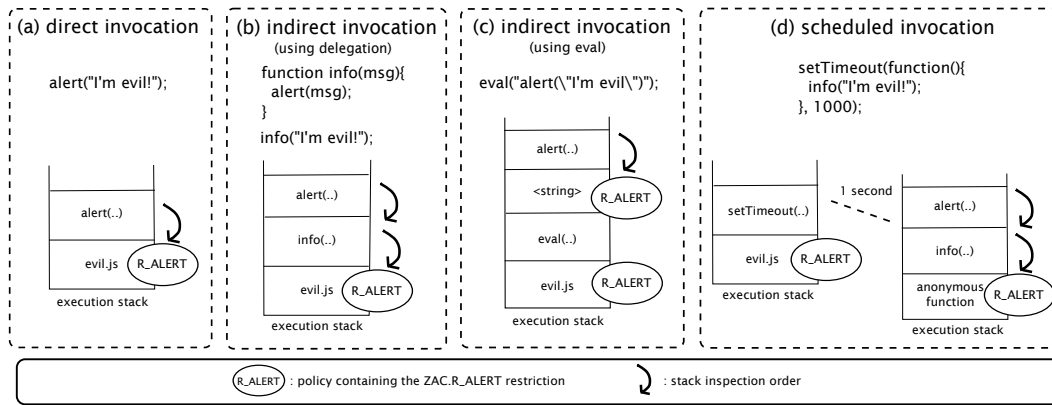 (a) direct invocation
alert("I'm evil!");
alert(..)
evil.js
R_ALERT
execution stack
(b) indirect invocation
(using delegation)
function info(msg){
alert(msg);
}
info("I'm evil!");
alert(..)
info(..)
evil.js
R_ALERT
execution stack
(c) indirect invocation
(using eval)
eval("alert(\"I'm evil\")");
alert(..)
<string>
R_ALERT
eval(..)
evil.js
R_ALERT
execution stack
(d) scheduled invocation
setTimeout(function(){
info("I'm evil!");
}, 1000);
setTimeout(..)
evil.js
R_ALERT
execution stack
1 second
alert(..)
info(..)
anonymous
function
R_ALERT
execution stack
R_ALERT : policy containing the ZAC.R_ALERT restriction
: stack inspection order